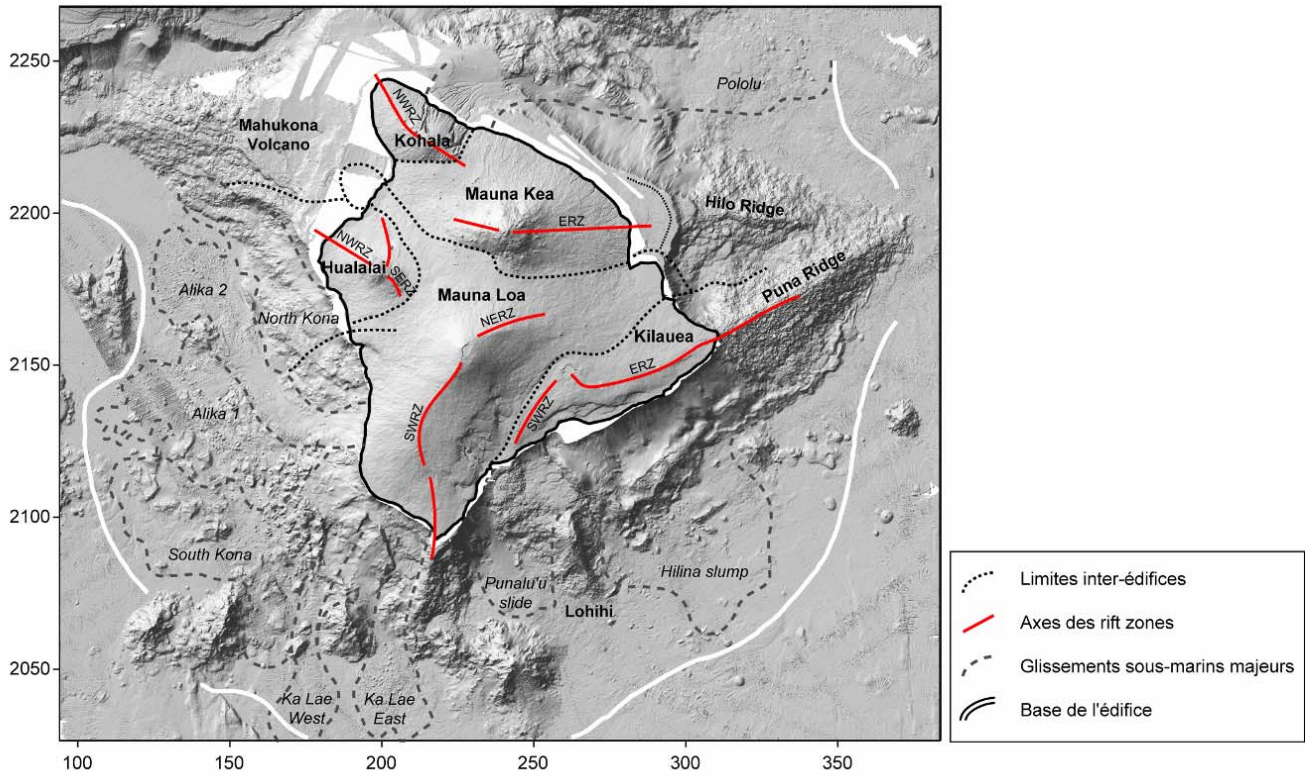 2250
2200
2150
2100
2050
100
150
200
250
300
350
Pololu
NWRZ
Mahukona
Volcano
Kohala
Mauna Kea
Hilo Ridge
ERZ
NWRZ
Hualalai
SERZ
Puna Ridge
Alika 2
Mauna Loa
North Kona
NERZ
Kilauea
ERZ
Alika 1
SWRZ
SWRZ
South Kona
Punalu'u
slide
Hilina slump
Lohihi
Ka Lae
West
Ka Lae
East
Limites inter-édifices
Axes des rift zones
Glissements sous-marins majeurs
Base de l'édifice